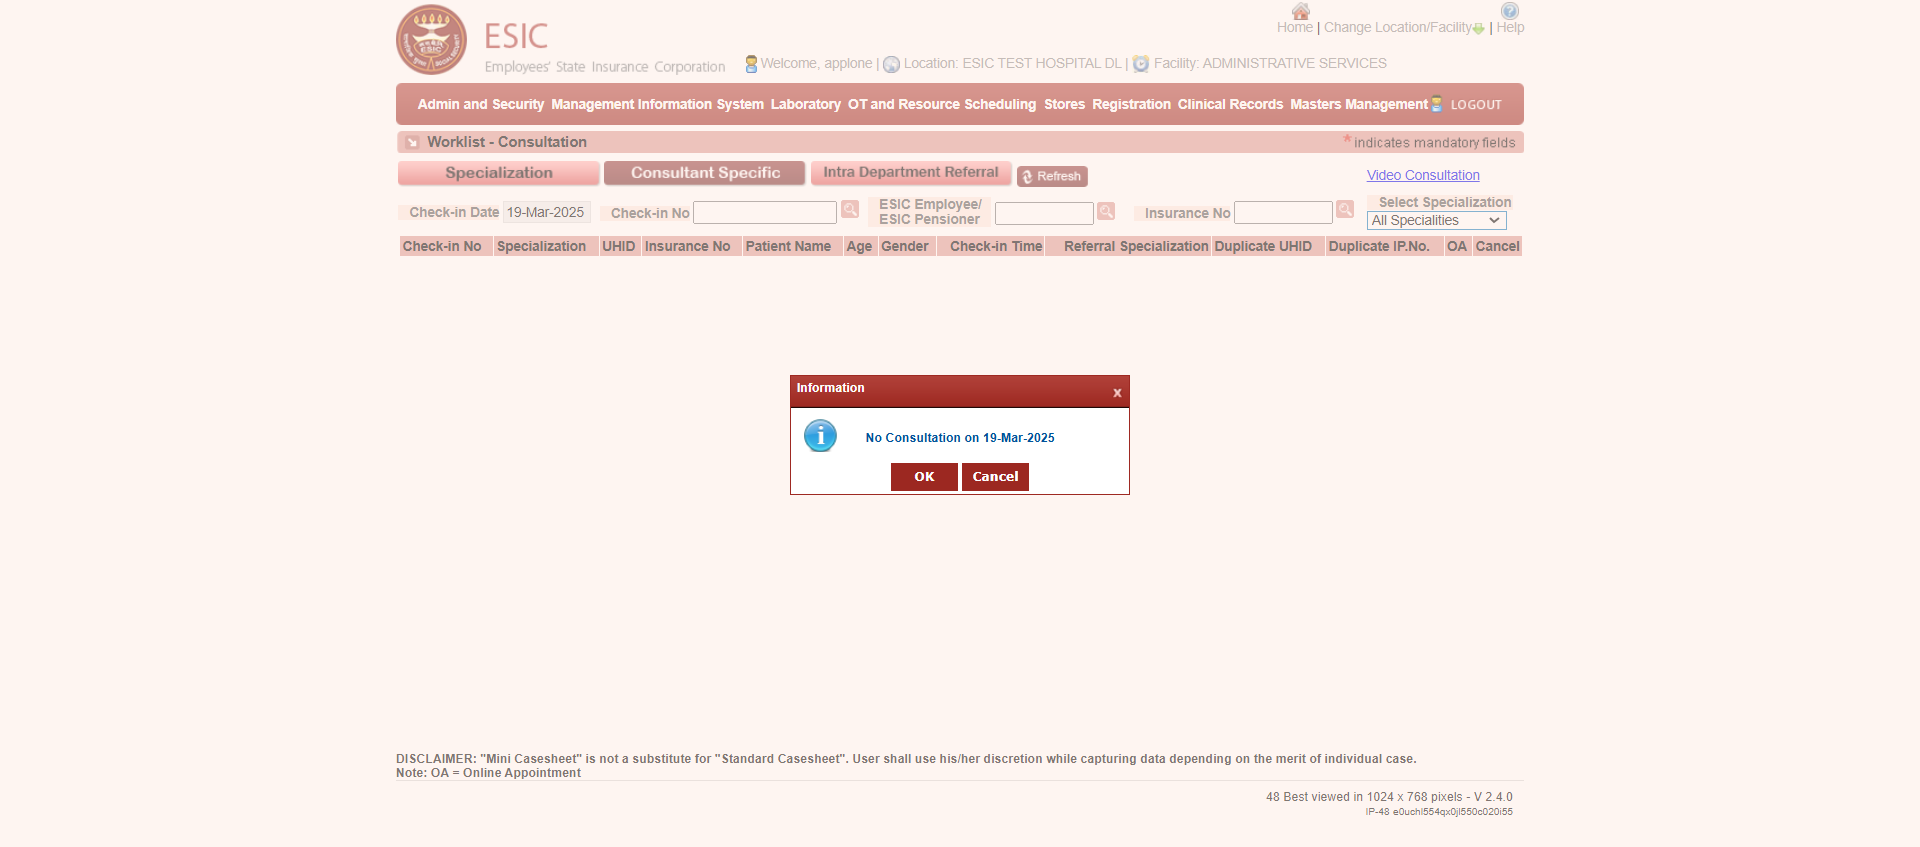 ESIC
Employees' State Insurance Corporation
Home | Change Location/Facility | Help
Welcome, applone | Location: ESIC TEST HOSPITAL DL | Facility: ADMINISTRATIVE SERVICES
Admin and Security Management Information System Laboratory OT and Resource Scheduling Stores Registration Clinical Records Masters Management LOGOUT
Worklist - Consultation
* indicates mandatory fields
Specialization Consultant Specific Intra Department Referral Refresh
Video Consultation
Check-in Date 19-Mar-2025 Check-in No
ESIC Employee/
ESIC Pensioner
Insurance No
Select Specialization
All Specialities
Check-in No Specialization UHID Insurance No Patient Name Age Gender Check-in Time Referral Specialization Duplicate UHID Duplicate IP.No. OA Cancel
Information x
No Consultation on 19-Mar-2025
OK Cancel
DISCLAIMER: "Mini Casesheet" is not a substitute for "Standard Casesheet". User shall use his/her discretion while capturing data depending on the merit of individual case.
Note: OA = Online Appointment
48 Best viewed in 1024 x 768 pixels - V 2.4.0
IP-48